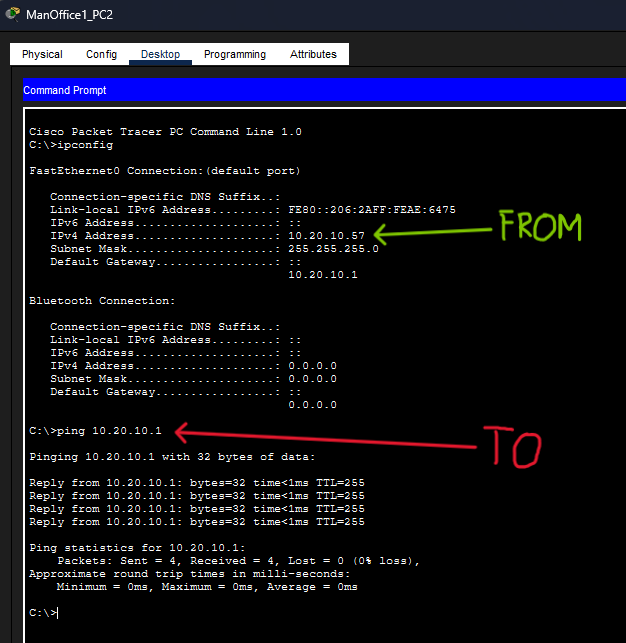 ManOffice1_PC2
Physical Config Desktop Programming Attributes
Command Prompt
Cisco Packet Tracer PC Command Line 1.0
C:\>ipconfig
FastEthernet0 Connection:(default port)
Connection-specific DNS Suffix..:
Link-local IPv6 Address.........: FE80::206:2AFF:FEAE:6475
IPv6 Address....................: ::
IPv4 Address....................: 10.20.10.57
FROM
Subnet Mask.....................: 255.255.255.0
Default Gateway.................: ::
10.20.10.1
Bluetooth Connection:
Connection-specific DNS Suffix..:
Link-local IPv6 Address.........: ::
IPv6 Address....................: ::
IPv4 Address....................: 0.0.0.0
Subnet Mask.....................: 0.0.0.0
Default Gateway.................: ::
0.0.0.0
C:\>ping 10.20.10.1
TO
Pinging 10.20.10.1 with 32 bytes of data:
Reply from 10.20.10.1: bytes=32 time<1ms TTL=255
Reply from 10.20.10.1: bytes=32 time<1ms TTL=255
Reply from 10.20.10.1: bytes=32 time<1ms TTL=255
Reply from 10.20.10.1: bytes=32 time<1ms TTL=255
Ping statistics for 10.20.10.1:
Packets: Sent = 4, Received = 4, Lost = 0 (0% loss),
Approximate round trip times in milli-seconds:
Minimum = 0ms, Maximum = 0ms, Average = 0ms
C:\>